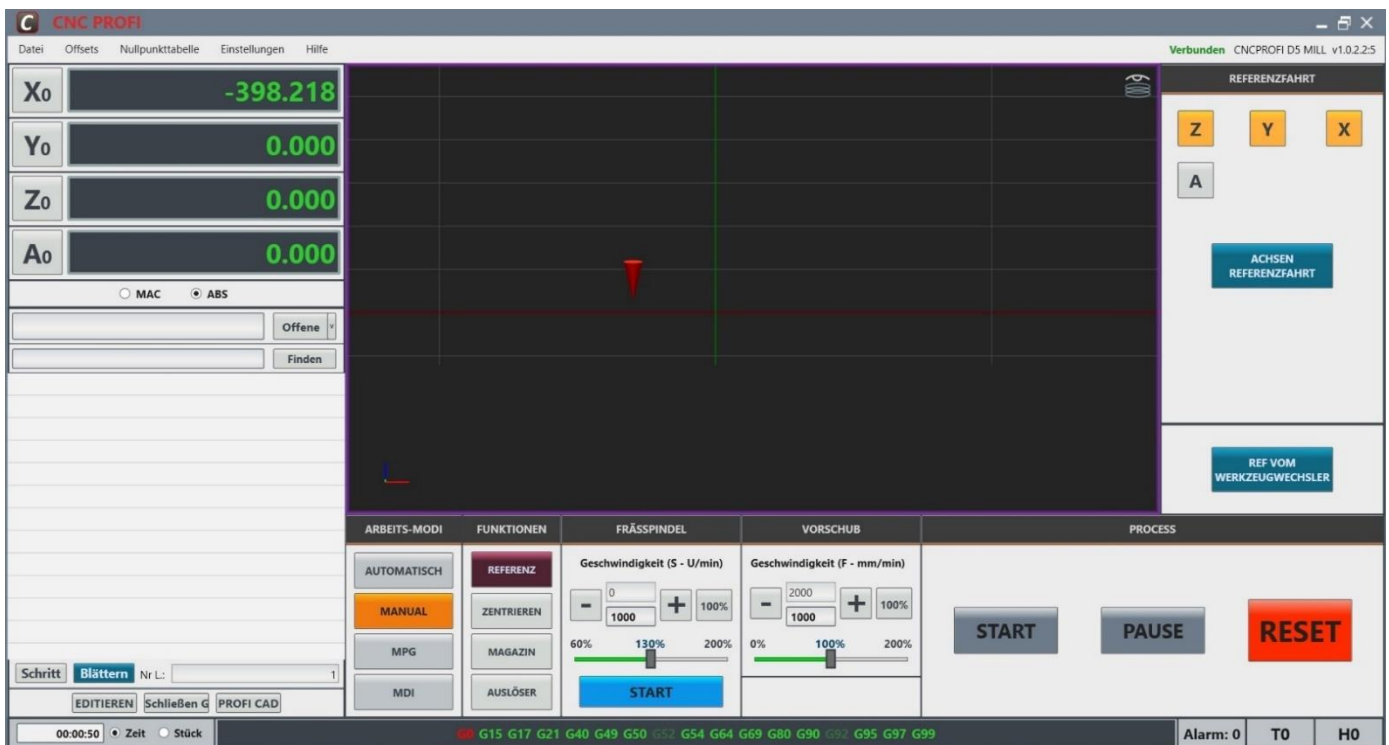 C CNC PROFI
Datei Offsets Nullpunkttabelle Einstellungen Hilfe
Verbunden CNCPROFI D5 MILL v1.0.2.2:5
X0 -398.218
Y0 0.000
Z0 0.000
A0 0.000
MAC ABS
Offene
Finden
Schritt Blättern Nr L.: 1
EDITIEREN Schließen G PROFI CAD
REFERENZFAHRT
Z Y X
A
ACHSEN
REFERENZFAHRT
REF VOM
WERKZEUGWECHSLER
ARBEITS-MODI
AUTOMATISCH
MANUAL
MPG
MDI
FUNKTIONEN
REFERENZ
ZENTRIEREN
MAGAZIN
AUSLÖSER
FRÄSSPINDEL
Geschwindigkeit (S - U/min)
0
- 1000 + 100%
60% 130% 200%
START
VORSCHUB
Geschwindigkeit (F - mm/min)
2000
- 1000 + 100%
0% 100% 200%
PROCESS
START PAUSE RESET
00:00:50 Zeit Stück
G0 G15 G17 G21 G40 G49 G50 G52 G54 G64 G69 G80 G90 G92 G95 G97 G99
Alarm: 0 T0 H0